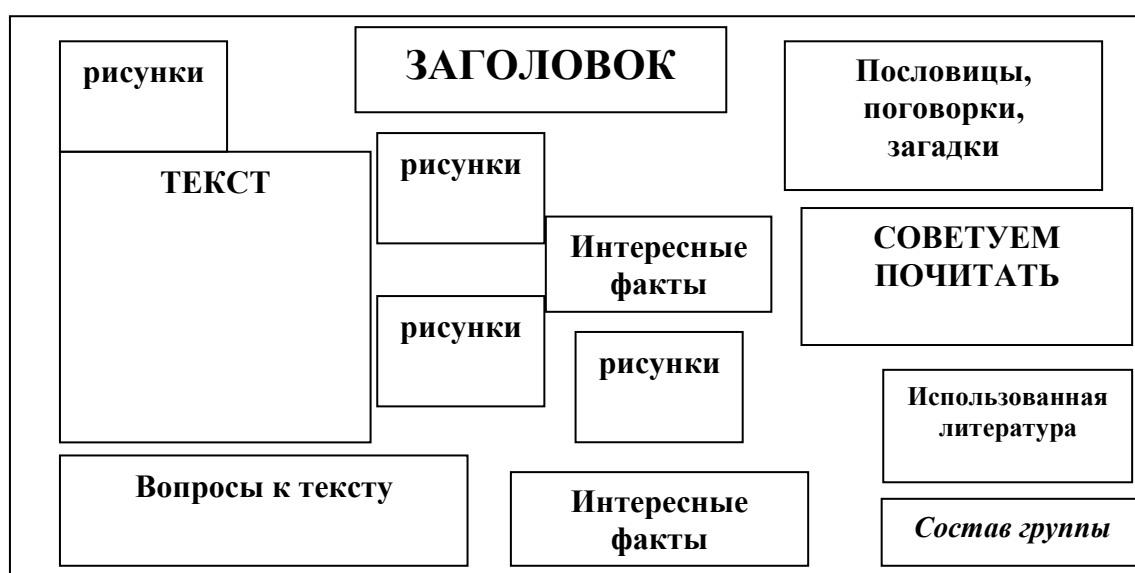 рисунки
ЗАГОЛОВОК
Пословицы,
поговорки,
загадки
ТЕКСТ
рисунки
Интересные
факты
СОВЕТУЕМ
ПОЧИТАТЬ
рисунки
рисунки
Использованная
литература
Вопросы к тексту
Интересные
факты
Состав группы